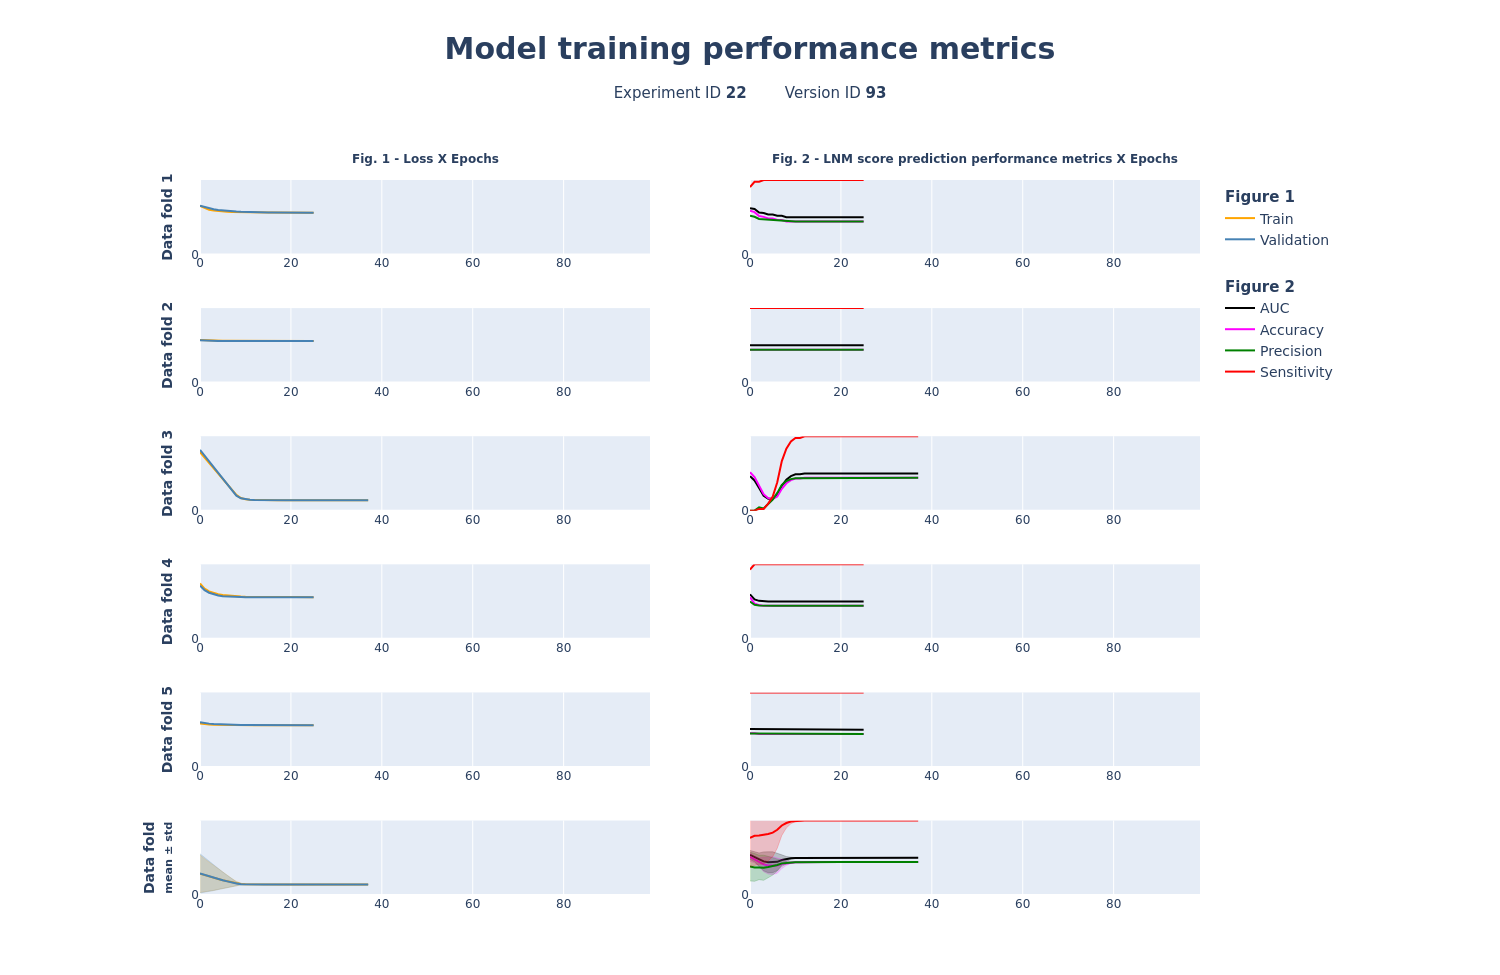 Model training performance metrics
Experiment ID 22 Version ID 93
Fig. 1 - Loss X Epochs
Fig. 2 - LNM score prediction performance metrics X Epochs
Data fold 1
0
0 20 40 60 80
0
0 20 40 60 80
Figure 1
Train
Validation
Figure 2
AUC
Accuracy
Precision
Sensitivity
Data fold 2
0
0 20 40 60 80
0
0 20 40 60 80
Data fold 3
0
0 20 40 60 80
0
0 20 40 60 80
Data fold 4
0
0 20 40 60 80
0
0 20 40 60 80
Data fold 5
0
0 20 40 60 80
0
0 20 40 60 80
Data fold
mean ± std
0
0 20 40 60 80
0
0 20 40 60 80